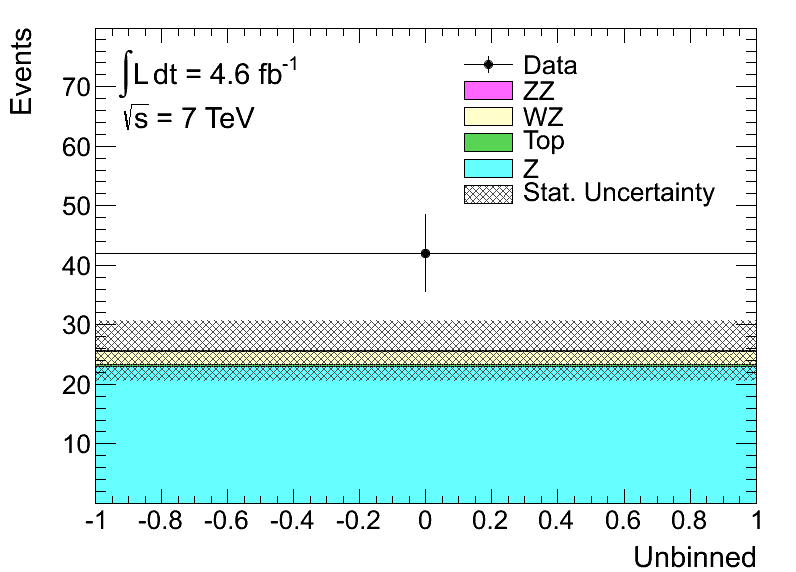 Events
∫L dt = 4.6 fb⁻¹
√s = 7 TeV
Data
ZZ
WZ
Top
Z
Stat. Uncertainty
70
60
50
40
30
20
10
-1 -0.8 -0.6 -0.4 -0.2 0 0.2 0.4 0.6 0.8 1
Unbinned